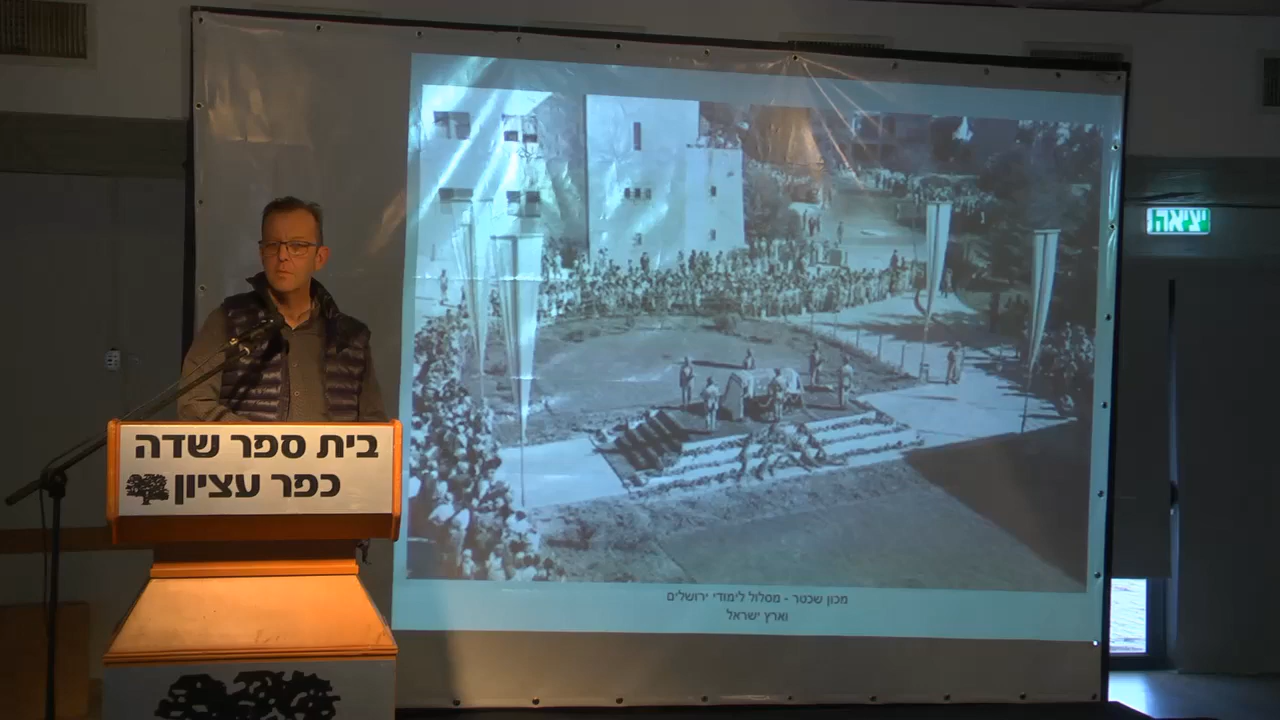 יציאה
בית ספר שדה
כפר עציון
מכון שכטר - מסלול לימודי ירושלים
וארץ ישראל